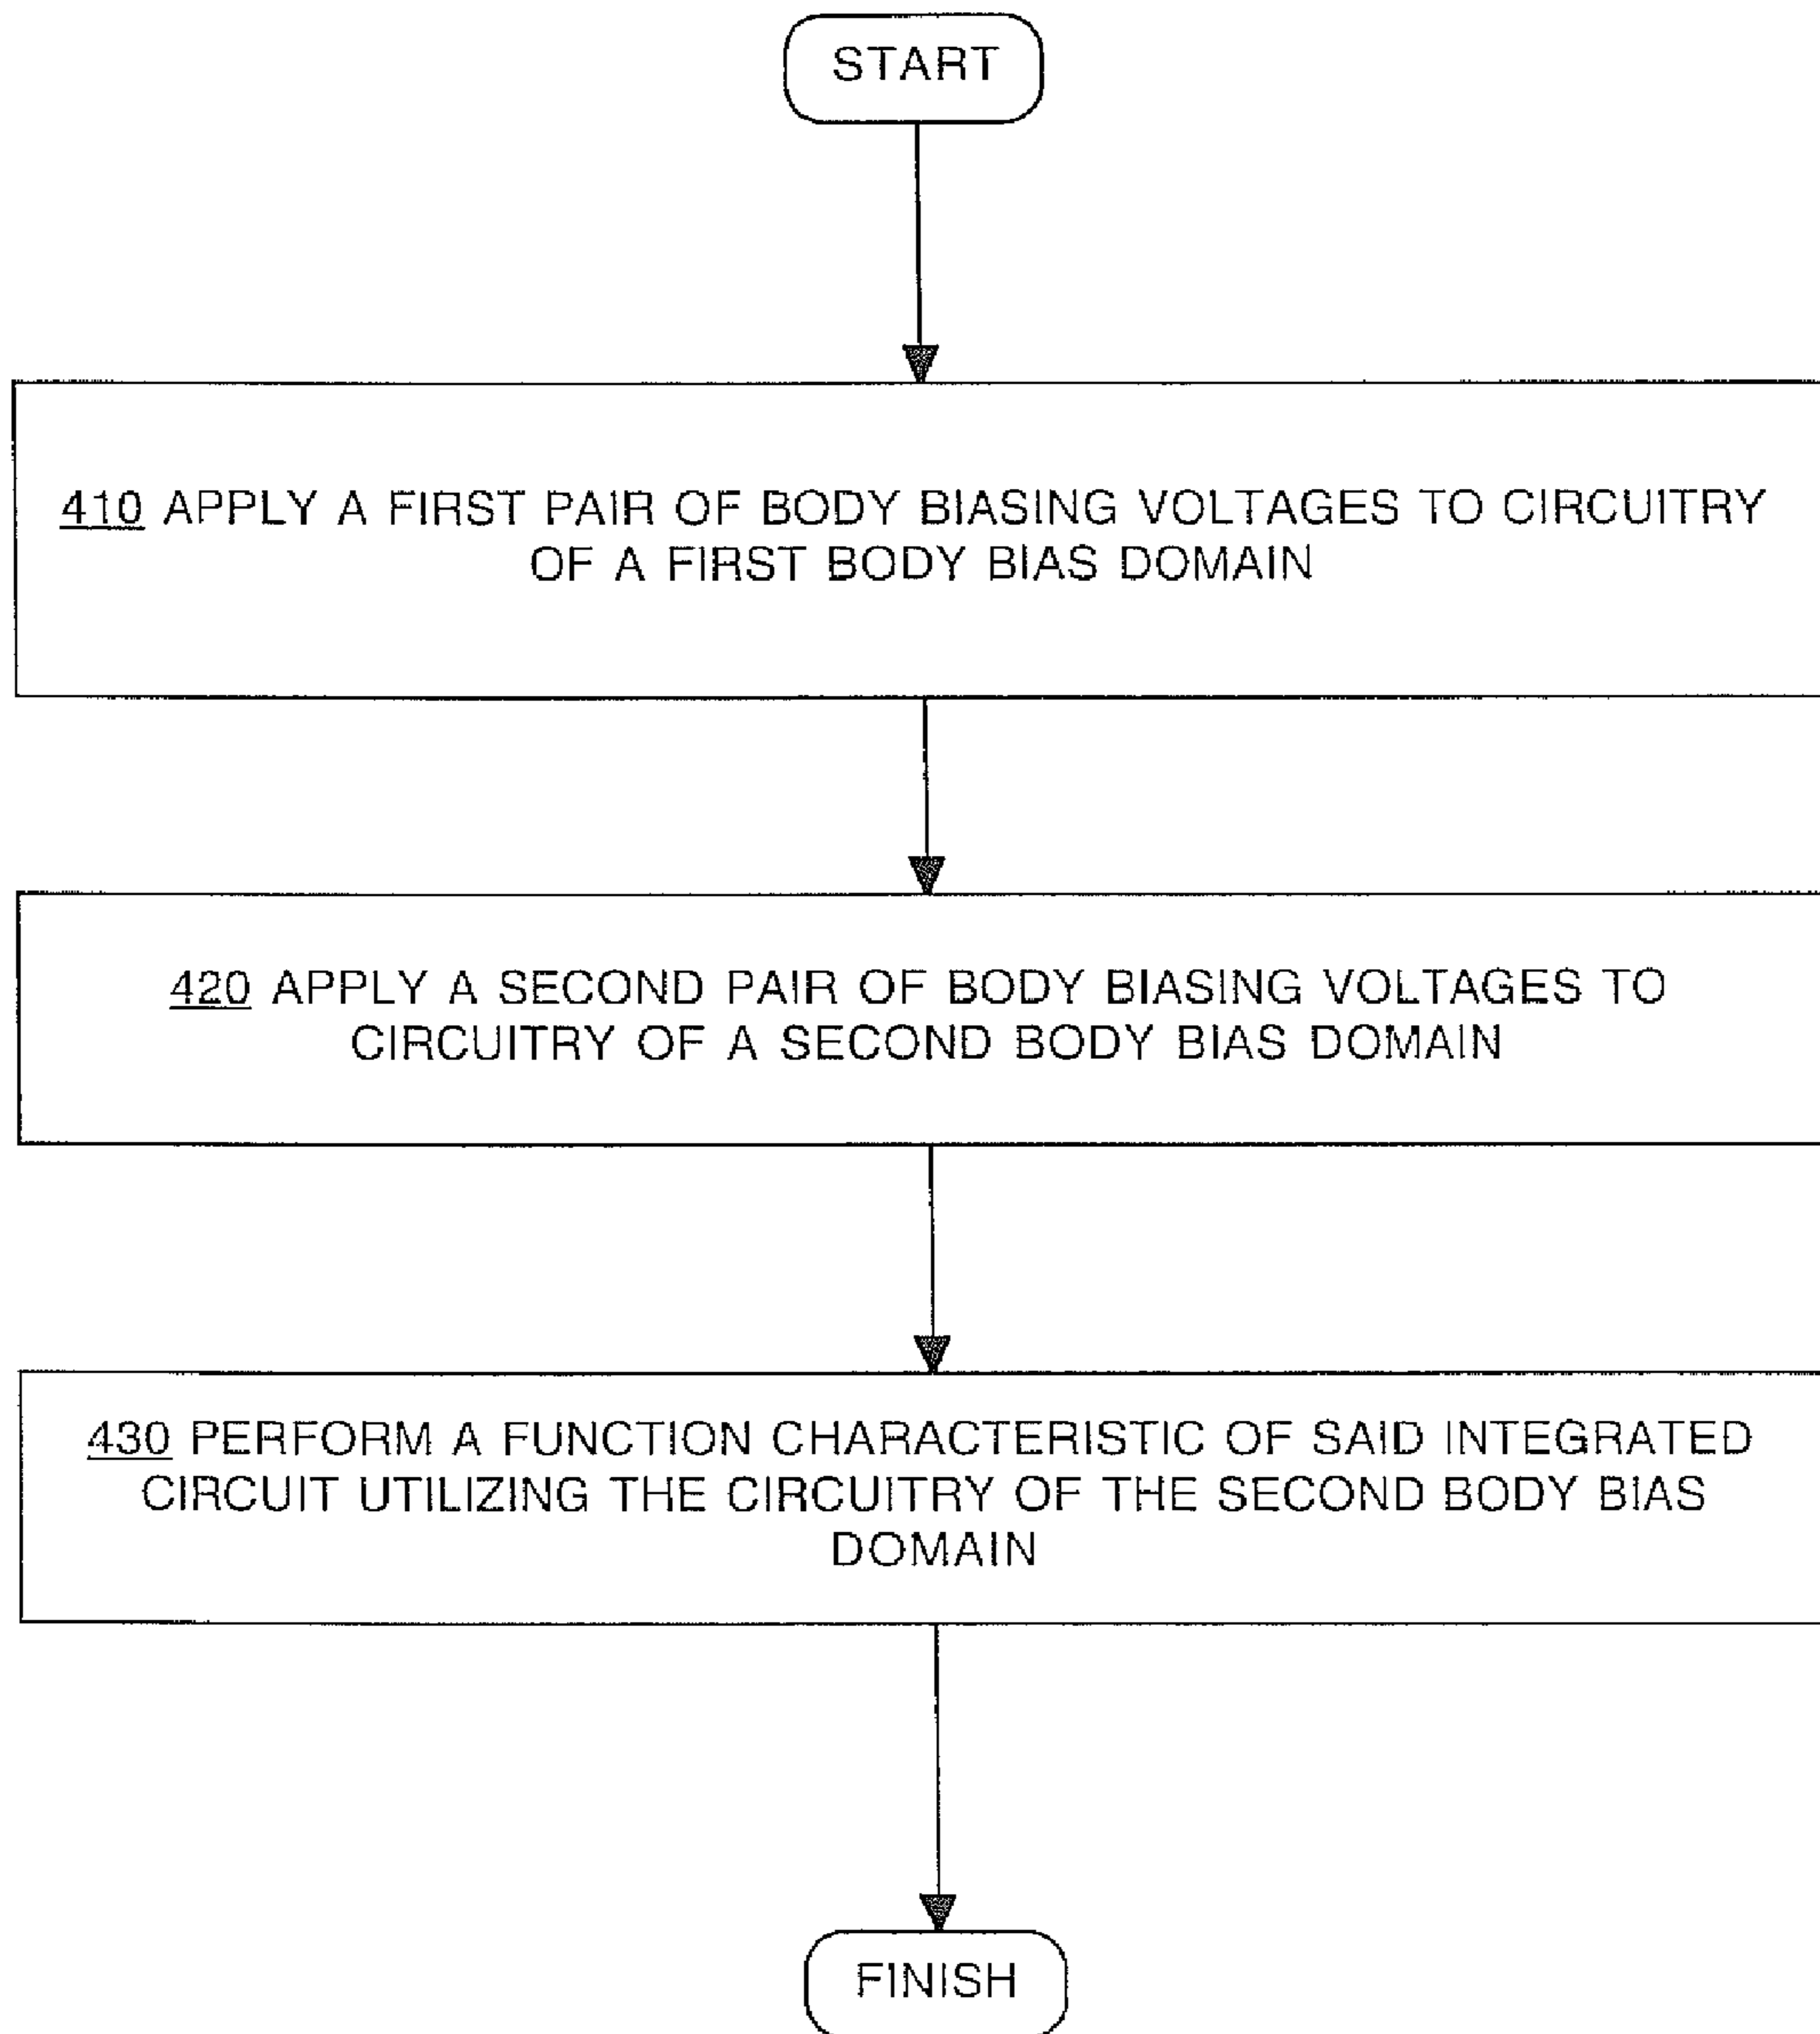 START
410 APPLY A FIRST PAIR OF BODY BIASING VOLTAGES TO CIRCUITRY
OF A FIRST BODY BIAS DOMAIN
420 APPLY A SECOND PAIR OF BODY BIASING VOLTAGES TO
CIRCUITRY OF A SECOND BODY BIAS DOMAIN
430 PERFORM A FUNCTION CHARACTERISTIC OF SAID INTEGRATED
CIRCUIT UTILIZING THE CIRCUITRY OF THE SECOND BODY BIAS
DOMAIN
FINISH